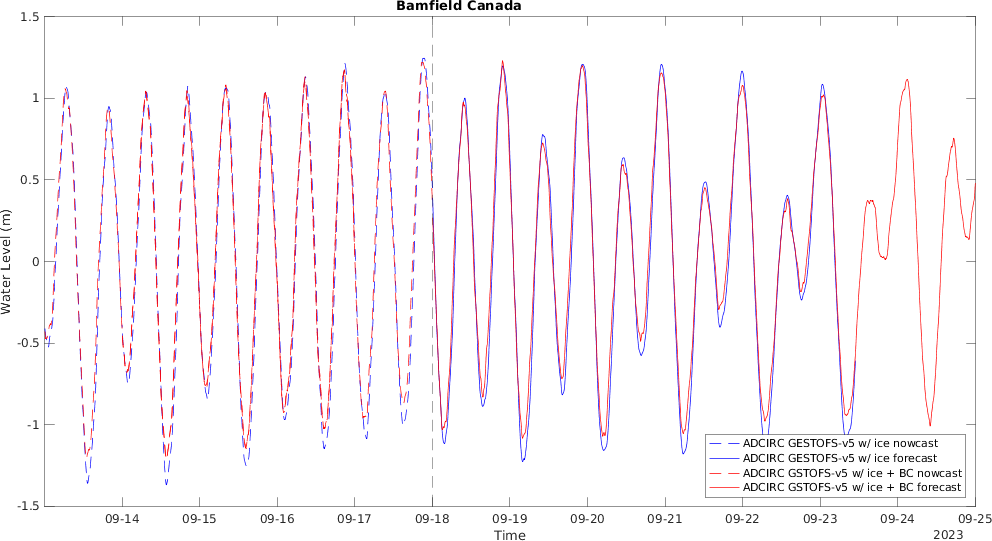 Bamfield Canada
1.5
1
0.5
0
-0.5
-1
-1.5
Water Level (m)
ADCIRC GESTOFS-v5 w/ ice nowcast
ADCIRC GESTOFS-v5 w/ ice forecast
ADCIRC GSTOFS-v5 w/ ice + BC nowcast
ADCIRC GSTOFS-v5 w/ ice + BC forecast
09-14 09-15 09-16 09-17 09-18 09-19 09-20 09-21 09-22 09-23 09-24 09-25
Time
2023